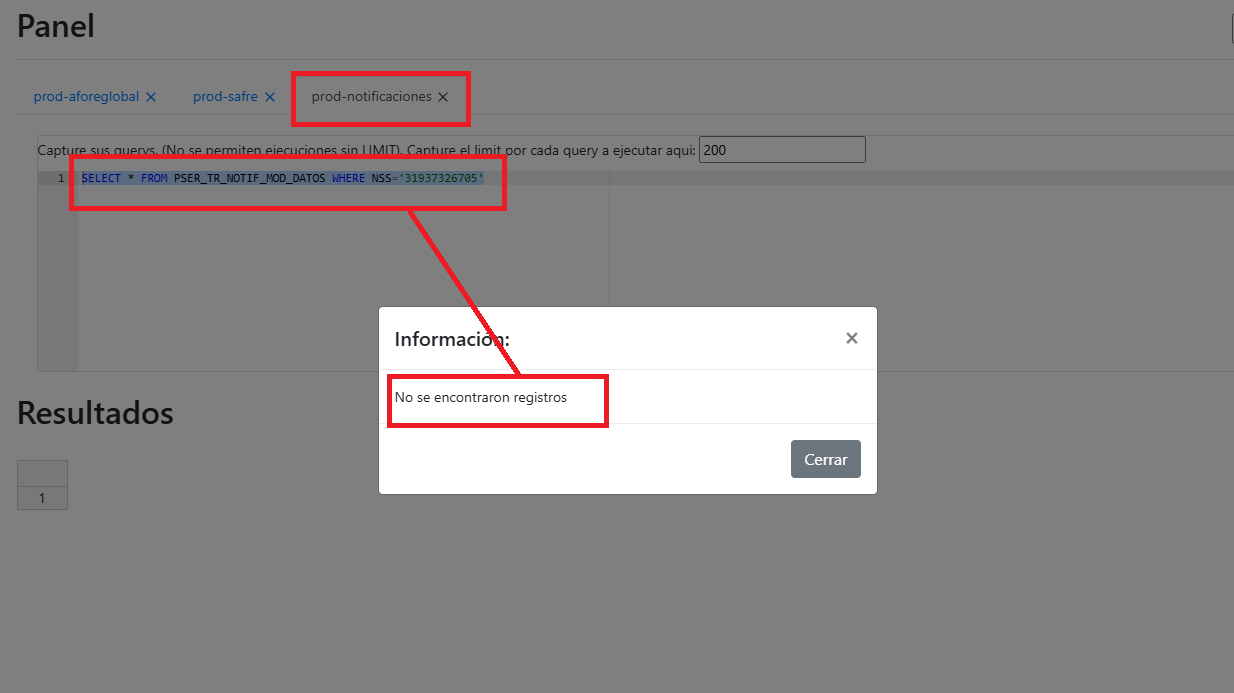 Panel
prod-aforeglobal ×
prod-safre ×
prod-notificaciones ×
Capture sus querys. (No se permiten ejecuciones sin LIMIT). Capture el limit por cada query a ejecutar aqui: 200
1 SELECT * FROM PSER_TR_NOTIF_MOD_DATOS WHERE NSS='31937326705'
Información: ×
No se encontraron registros
Cerrar
Resultados
1